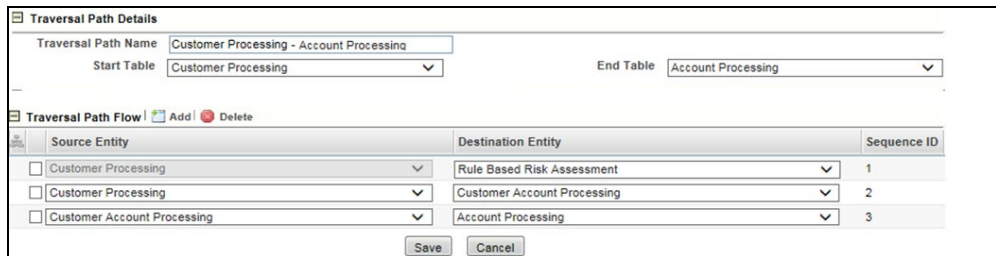 Traversal Path Details
Traversal Path Name Customer Processing - Account Processing
Start Table Customer Processing End Table Account Processing
Traversal Path Flow Add Delete
Source Entity Destination Entity Sequence ID
Customer Processing Rule Based Risk Assessment 1
Customer Processing Customer Account Processing 2
Customer Account Processing Account Processing 3
Save Cancel